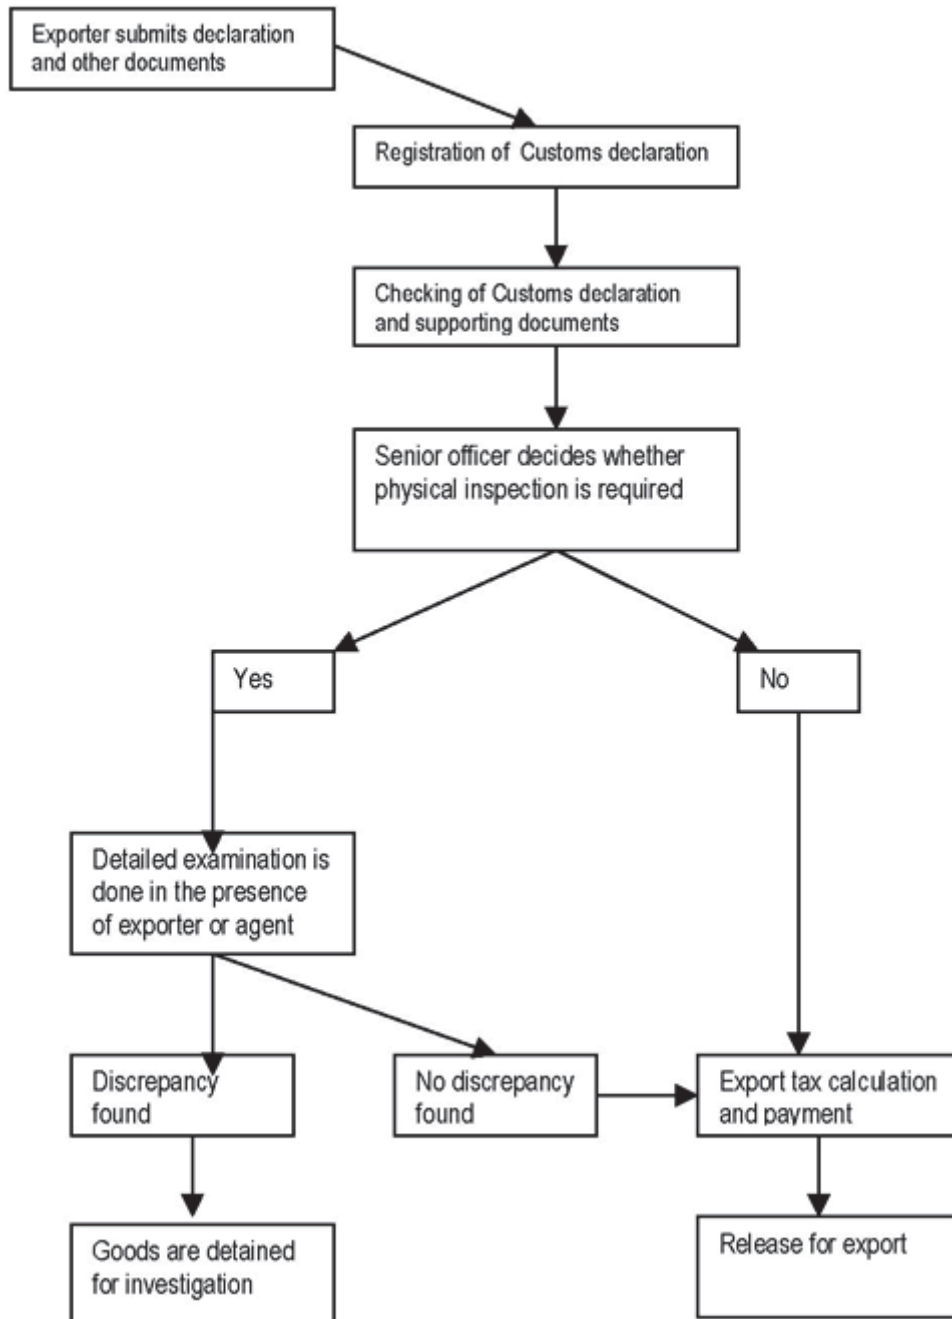 Exporter submits declaration
and other documents
Registration of Customs declaration
Checking of Customs declaration
and supporting documents
Senior officer decides whether
physical inspection is required
Yes
No
Detailed examination is
done in the presence
of exporter or agent
Discrepancy
found
No discrepancy
found
Export tax calculation
and payment
Goods are detained
for investigation
Release for export